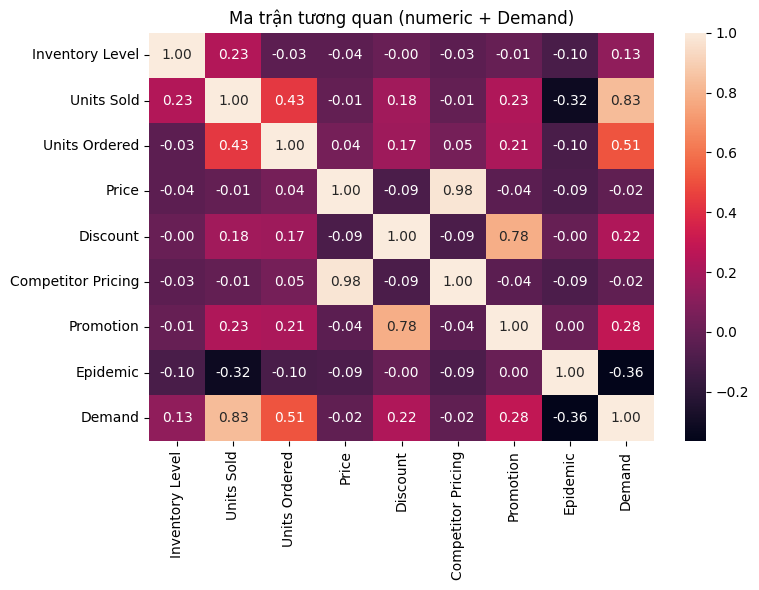 Ma trận tương quan (numeric + Demand)
Inventory Level 1.00 0.23 -0.03 -0.04 -0.00 -0.03 -0.01 -0.10 0.13
Units Sold 0.23 1.00 0.43 -0.01 0.18 -0.01 0.23 -0.32 0.83
Units Ordered -0.03 0.43 1.00 0.04 0.17 0.05 0.21 -0.10 0.51
Price -0.04 -0.01 0.04 1.00 -0.09 0.98 -0.04 -0.09 -0.02
Discount -0.00 0.18 0.17 -0.09 1.00 -0.09 0.78 -0.00 0.22
Competitor Pricing -0.03 -0.01 0.05 0.98 -0.09 1.00 -0.04 -0.09 -0.02
Promotion -0.01 0.23 0.21 -0.04 0.78 -0.04 1.00 0.00 0.28
Epidemic -0.10 -0.32 -0.10 -0.09 -0.00 -0.09 0.00 1.00 -0.36
Demand 0.13 0.83 0.51 -0.02 0.22 -0.02 0.28 -0.36 1.00
Inventory Level
Units Sold
Units Ordered
Price
Discount
Competitor Pricing
Promotion
Epidemic
Demand
1.0
0.8
0.6
0.4
0.2
0.0
−0.2